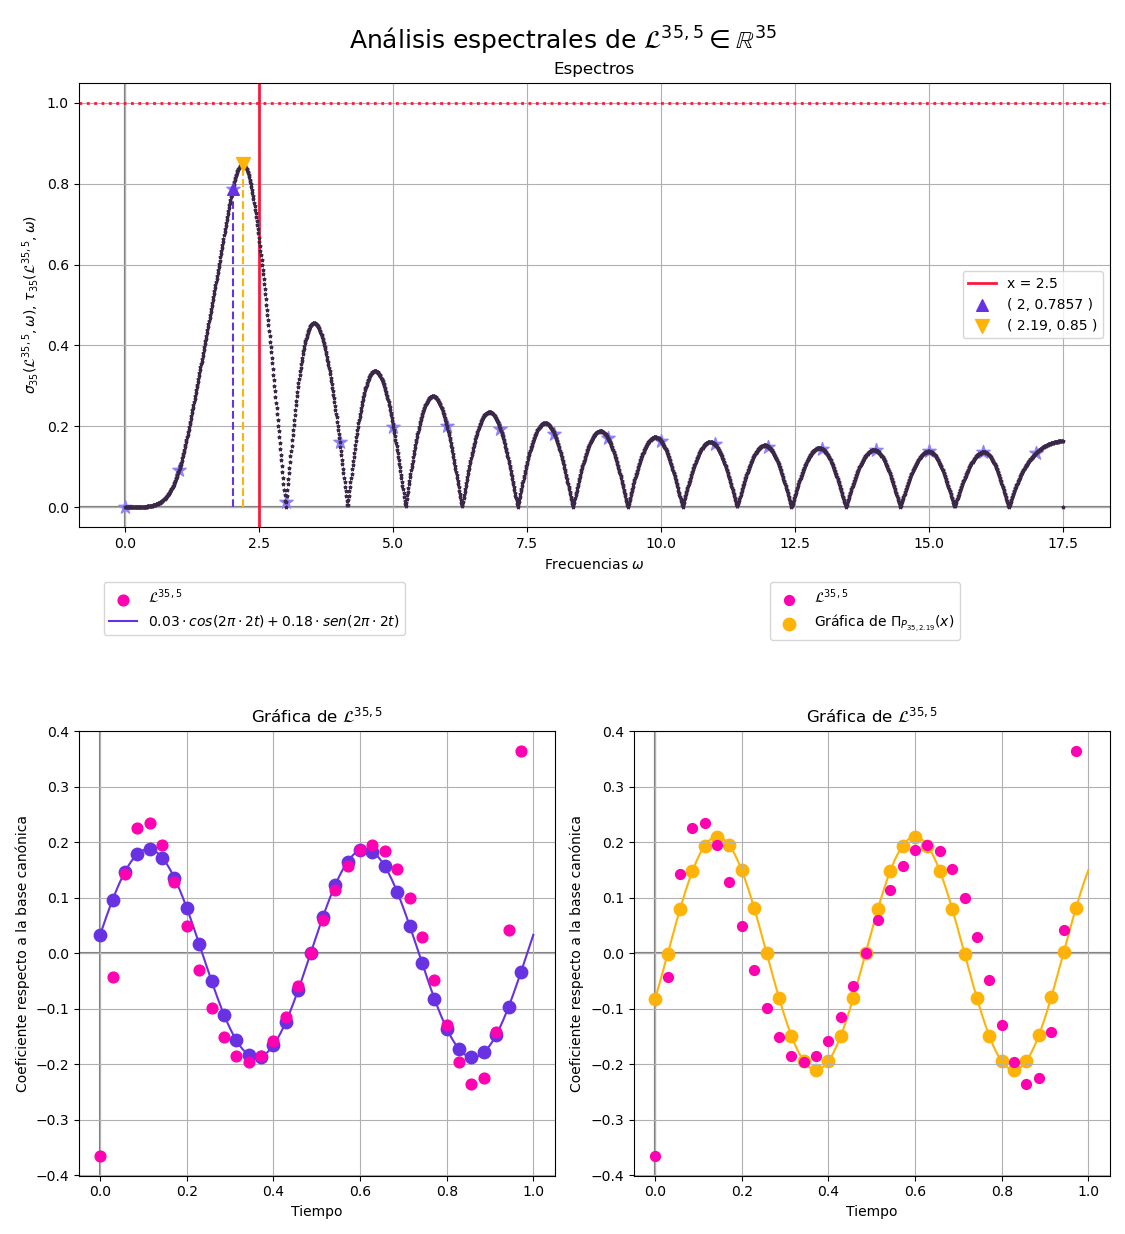 Análisis espectrales de 𝓛^{35,5} ∈ ℝ^{35}
Espectros
σ_{35}(𝓛^{35,5}, ω), τ_{35}(𝓛^{35,5}, ω)
1.0
0.8
0.6
0.4
0.2
0.0
x = 2.5
( 2, 0.7857 )
( 2.19, 0.85 )
0.0 2.5 5.0 7.5 10.0 12.5 15.0 17.5
Frecuencias ω
𝓛^{35,5}
0.03 · cos(2π · 2t) + 0.18 · sen(2π · 2t)
𝓛^{35,5}
Gráfica de Π_{P_{35,2.19}}(x)
Gráfica de 𝓛^{35,5}
Coeficiente respecto a la base canónica
0.4
0.3
0.2
0.1
0.0
−0.1
−0.2
−0.3
−0.4
0.0 0.2 0.4 0.6 0.8 1.0
Tiempo
Gráfica de 𝓛^{35,5}
Coeficiente respecto a la base canónica
0.4
0.3
0.2
0.1
0.0
−0.1
−0.2
−0.3
−0.4
0.0 0.2 0.4 0.6 0.8 1.0
Tiempo